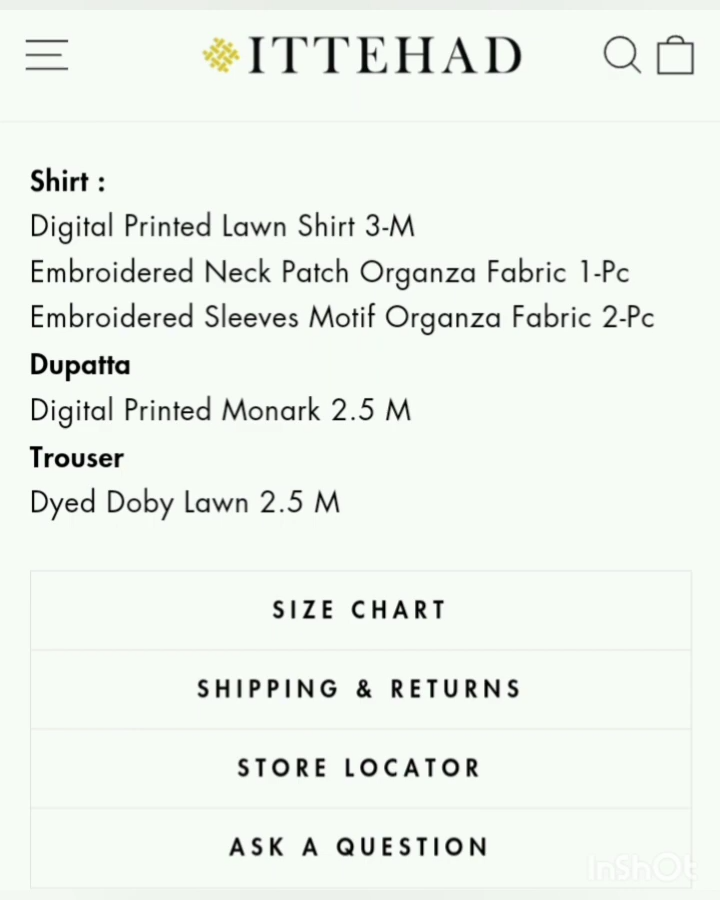 ITTEHAD
Shirt :
Digital Printed Lawn Shirt 3-M
Embroidered Neck Patch Organza Fabric 1-Pc
Embroidered Sleeves Motif Organza Fabric 2-Pc
Dupatta
Digital Printed Monark 2.5 M
Trouser
Dyed Doby Lawn 2.5 M
SIZE CHART
SHIPPING & RETURNS
STORE LOCATOR
ASK A QUESTION
InShOt